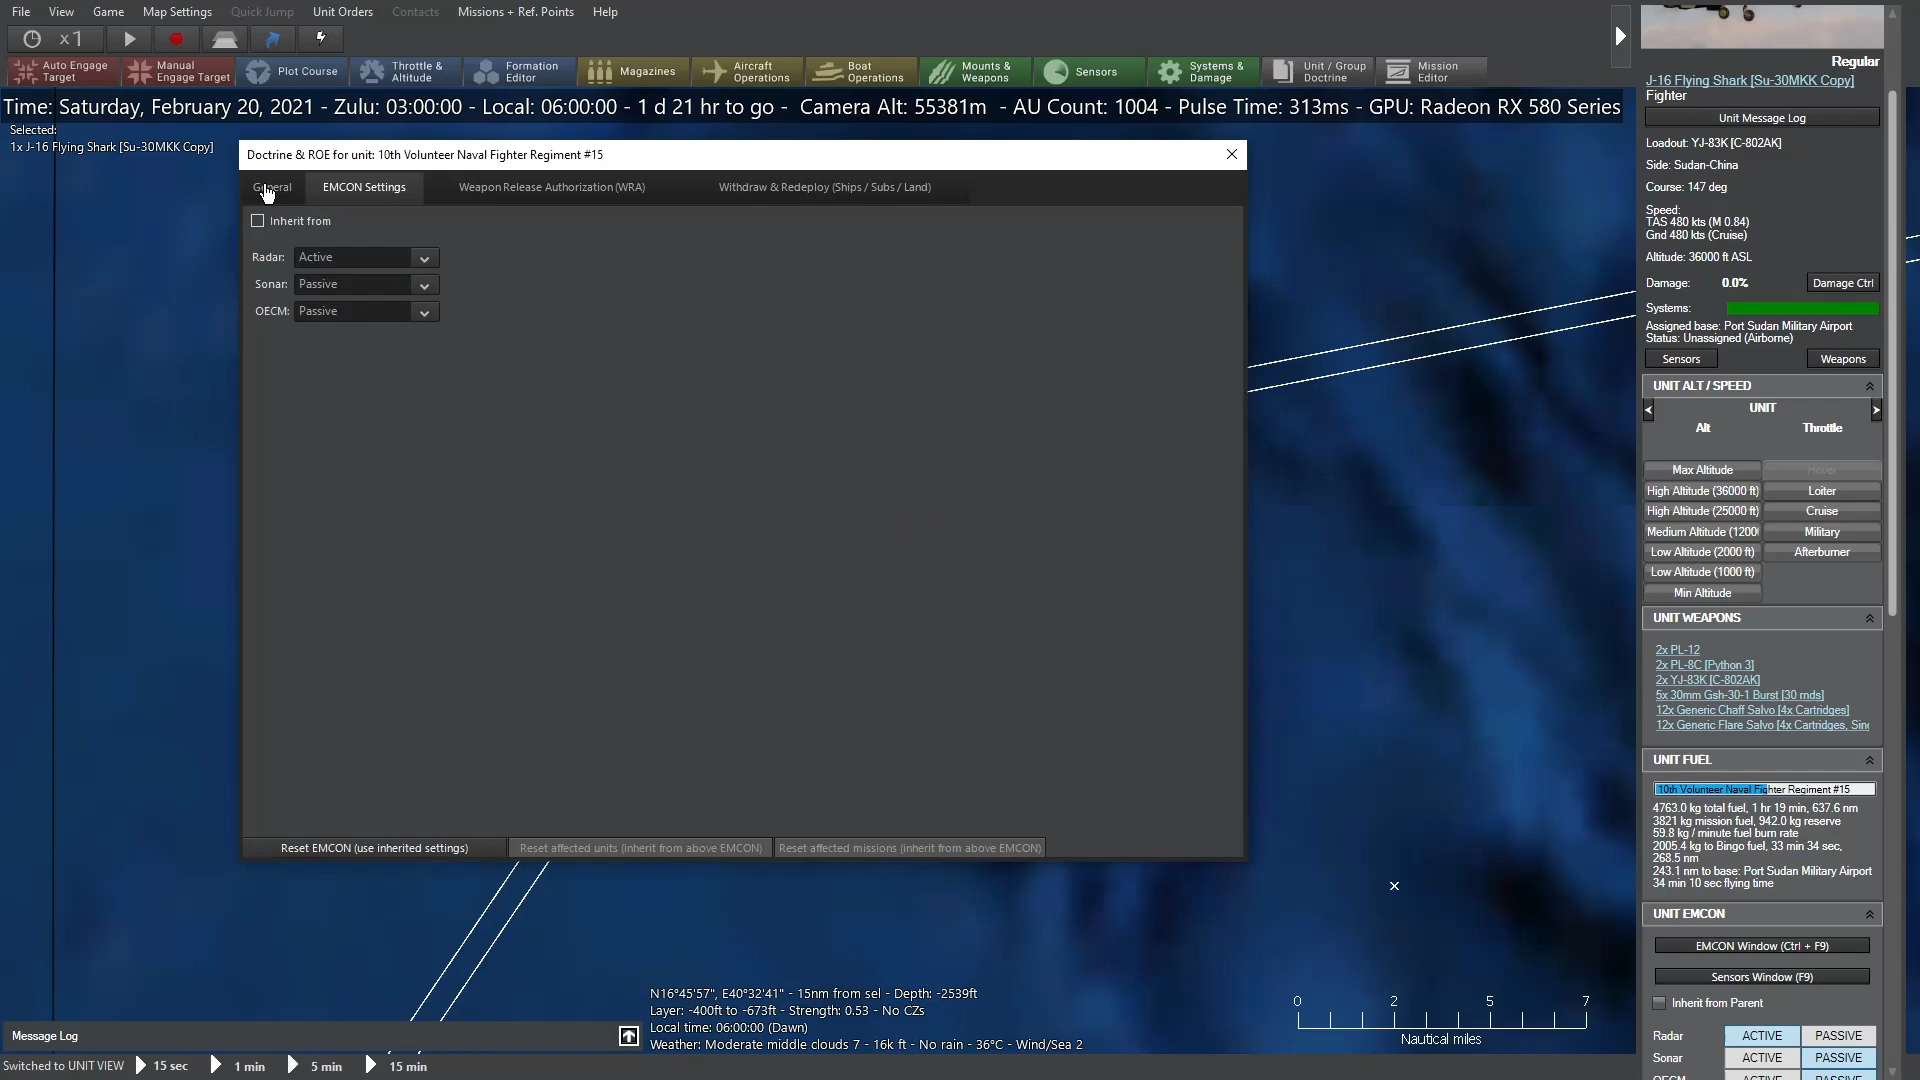 File View Game Map Settings Quick Jump Unit Orders Contacts Missions + Ref. Points Help
x1
Auto Engage Target
Manual Engage Target
Plot Course
Throttle & Altitude
Formation Editor
Magazines
Aircraft Operations
Boat Operations
Mounts & Weapons
Sensors
Systems & Damage
Unit / Group Doctrine
Mission Editor
Time: Saturday, February 20, 2021 - Zulu: 03:00:00 - Local: 06:00:00 - 1 d 21 hr to go - Camera Alt: 55381m - AU Count: 1004 - Pulse Time: 313ms - GPU: Radeon RX 580 Series
Selected:
1x J-16 Flying Shark [Su-30MKK Copy]
Doctrine & ROE for unit: 10th Volunteer Naval Fighter Regiment #15
General EMCON Settings Weapon Release Authorization (WRA) Withdraw & Redeploy (Ships / Subs / Land)
Inherit from
Radar: Active
Sonar: Passive
OECM: Passive
Reset EMCON (use inherited settings) Reset affected units (inherit from above EMCON) Reset affected missions (inherit from above EMCON)
N16°45'57", E40°32'41" - 15nm from sel - Depth: -2539ft
Layer: -400ft to -673ft - Strength: 0.53 - No CZs
Local time: 06:00:00 (Dawn)
Weather: Moderate middle clouds 7 - 16k ft - No rain - 36°C - Wind/Sea 2
0 2 5 7
Nautical miles
Message Log
Switched to UNIT VIEW 15 sec 1 min 5 min 15 min
Regular
J-16 Flying Shark [Su-30MKK Copy]
Fighter
Unit Message Log
Loadout: YJ-83K [C-802AK]
Side: Sudan-China
Course: 147 deg
Speed:
TAS 480 kts (M 0.84)
Gnd 480 kts (Cruise)
Altitude: 36000 ft ASL
Damage: 0.0% Damage Ctrl
Systems:
Assigned base: Port Sudan Military Airport
Status: Unassigned (Airborne)
Sensors Weapons
UNIT ALT / SPEED
UNIT
Alt Throttle
Max Altitude Hover
High Altitude (36000 ft) Loiter
High Altitude (25000 ft) Cruise
Medium Altitude (1200 Military
Low Altitude (2000 ft) Afterburner
Low Altitude (1000 ft)
Min Altitude
UNIT WEAPONS
2x PL-12
2x PL-8C [Python 3]
2x YJ-83K [C-802AK]
5x 30mm Gsh-30-1 Burst [30 rnds]
12x Generic Chaff Salvo [4x Cartridges]
12x Generic Flare Salvo [4x Cartridges, Sin
UNIT FUEL
10th Volunteer Naval Fighter Regiment #15
4763.0 kg total fuel, 1 hr 19 min, 637.6 nm
3821 kg mission fuel, 942.0 kg reserve
59.8 kg / minute fuel burn rate
2005.4 kg to Bingo fuel, 33 min 34 sec,
268.5 nm
243.1 nm to base: Port Sudan Military Airport
34 min 10 sec flying time
UNIT EMCON
EMCON Window (Ctrl + F9)
Sensors Window (F9)
Inherit from Parent
Radar ACTIVE PASSIVE
Sonar ACTIVE PASSIVE
OECM ACTIVE PASSIVE